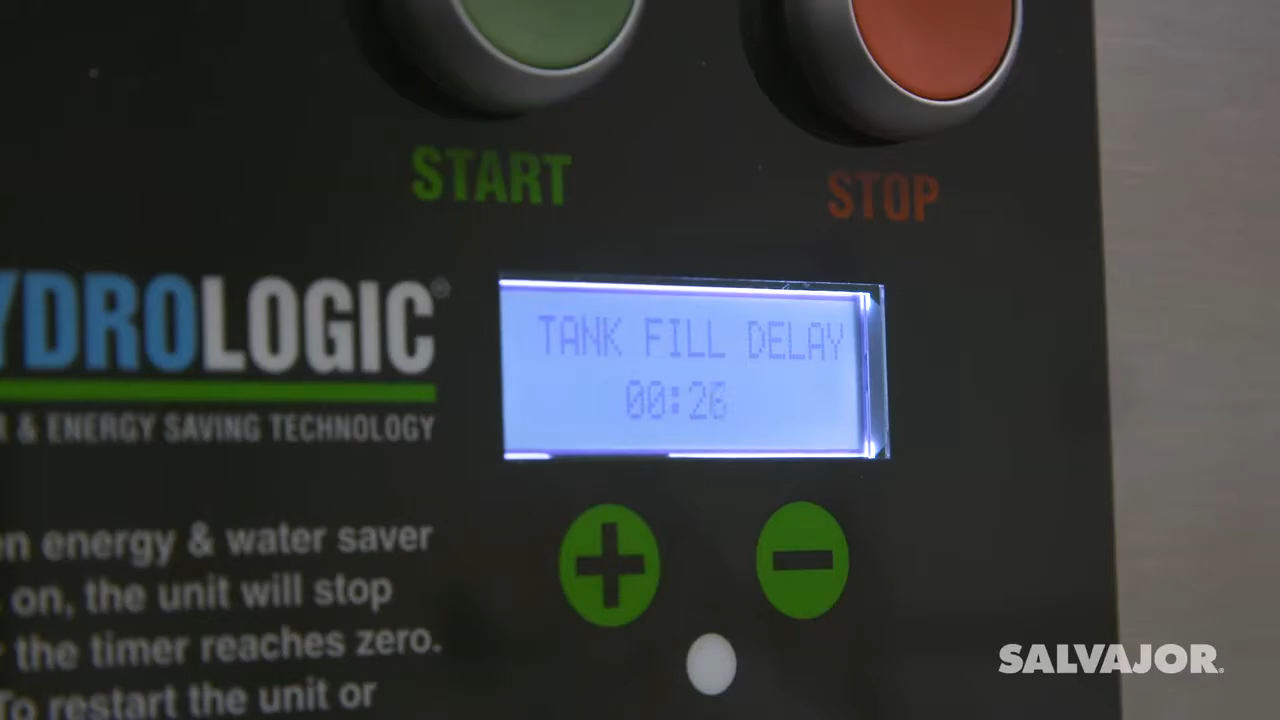 START
STOP
YDROLOGIC®
TANK FILL DELAY
00:26
R & ENERGY SAVING TECHNOLOGY
en energy & water saver
on, the unit will stop
the timer reaches zero.
To restart the unit or
SALVAJOR.